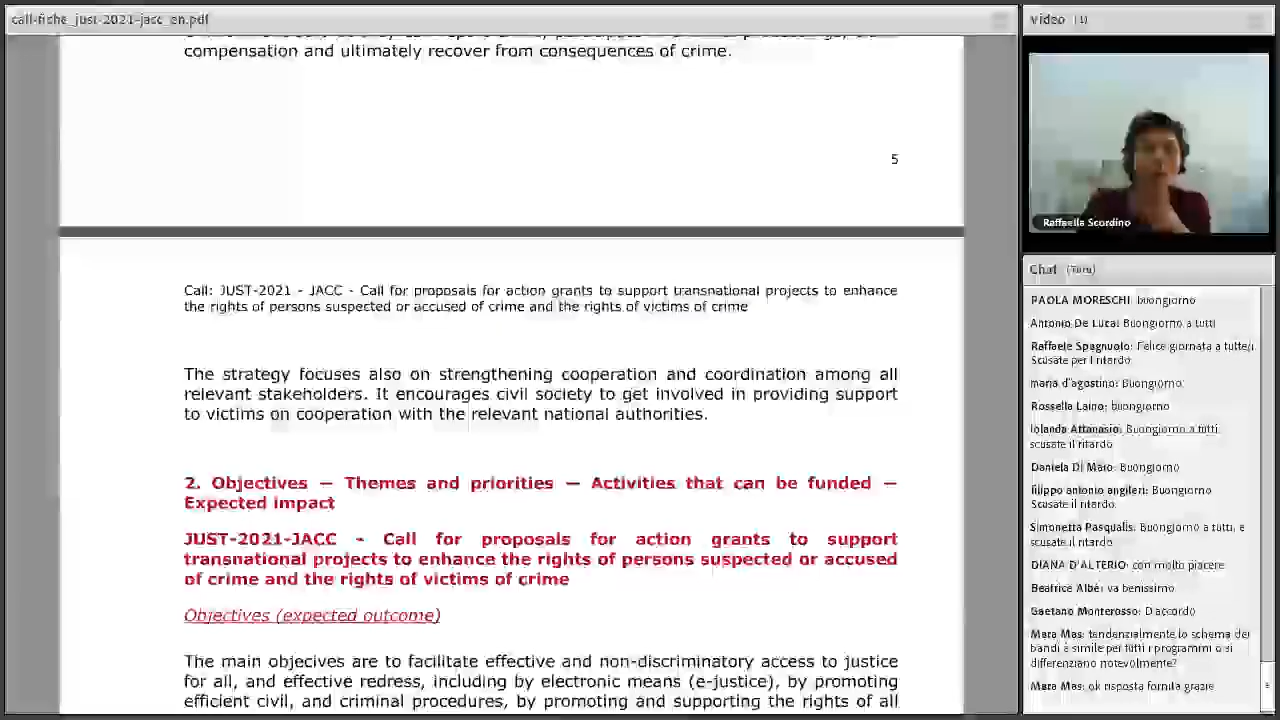 call-fiche_just-2021-jacc_en.pdf
compensation and ultimately recover from consequences of crime.
5
Call: JUST-2021 - JACC - Call for proposals for action grants to support transnational projects to enhance
the rights of persons suspected or accused of crime and the rights of victims of crime
The strategy focuses also on strengthening cooperation and coordination among all
relevant stakeholders. It encourages civil society to get involved in providing support
to victims on cooperation with the relevant national authorities.
2. Objectives — Themes and priorities — Activities that can be funded —
Expected impact
JUST-2021-JACC - Call for proposals for action grants to support
transnational projects to enhance the rights of persons suspected or accused
of crime and the rights of victims of crime
Objectives (expected outcome)
The main objecives are to facilitate effective and non-discriminatory access to justice
for all, and effective redress, including by electronic means (e-justice), by promoting
efficient civil, and criminal procedures, by promoting and supporting the rights of all
Video (1)
Raffaella Scordino
Chat (Tutti)
PAOLA MORESCHI: buongiorno
Antonio De Luca: Buongiorno a tutti
Raffaele Spagnuolo: Felice giornata a tutte/i.
Scusate per l ritardo
maria d'agostino: Buongiorno
Rossella Laino: buongiorno
Iolanda Attanasio: Buongiorno a tutti
scusate il ritardo
Daniela Di Maio: Buongiorno
filippo antonio angileri: Buongiorno
Scusate il ritardo.
Simonetta Pasqualis: Buongiorno a tutti, e
scusate il ritardo
DIANA D'ALTERIO: con molto piacere
Beatrice Albè: va benissimo
Gaetano Monterosso: D'accordo
Mara Mas: tendenzialmente lo schema dei
bandi è simile per tutti i programmi o si
differenziano notevolmente?
Mara Mas: ok risposta fornita grazie